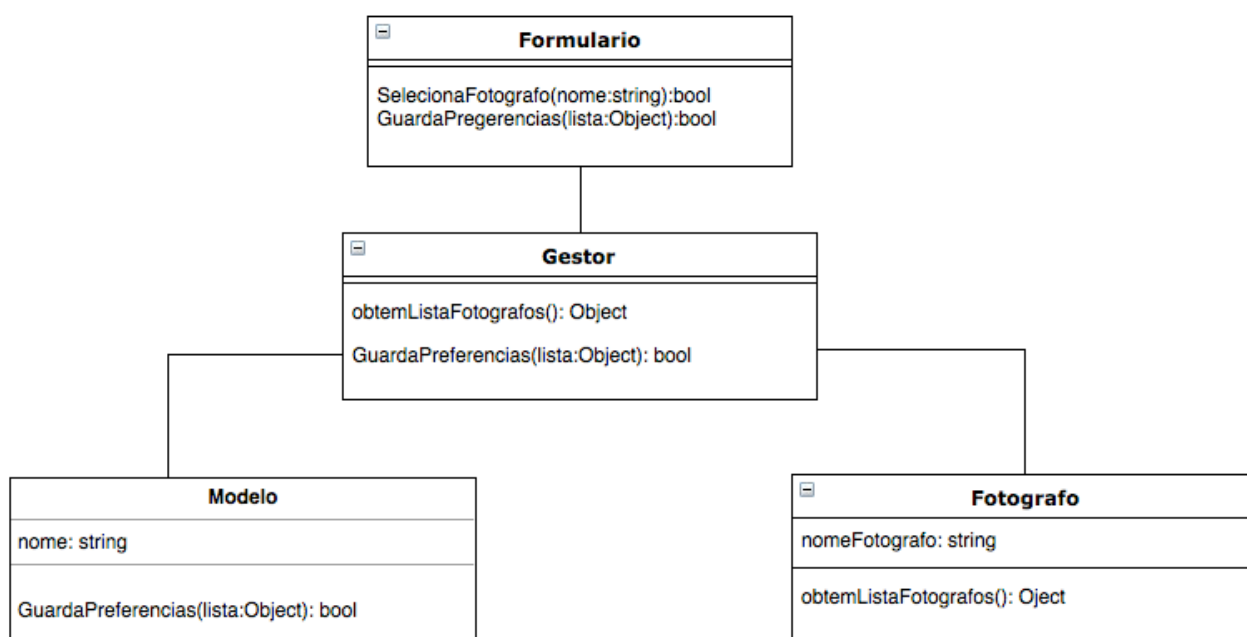 Formulario
SelecionaFotografo(nome:string):bool
GuardaPregerencias(lista:Object):bool
Gestor
obtemListaFotografos(): Object
GuardaPreferencias(lista:Object): bool
Modelo
nome: string
GuardaPreferencias(lista:Object): bool
Fotografo
nomeFotografo: string
obtemListaFotografos(): Oject